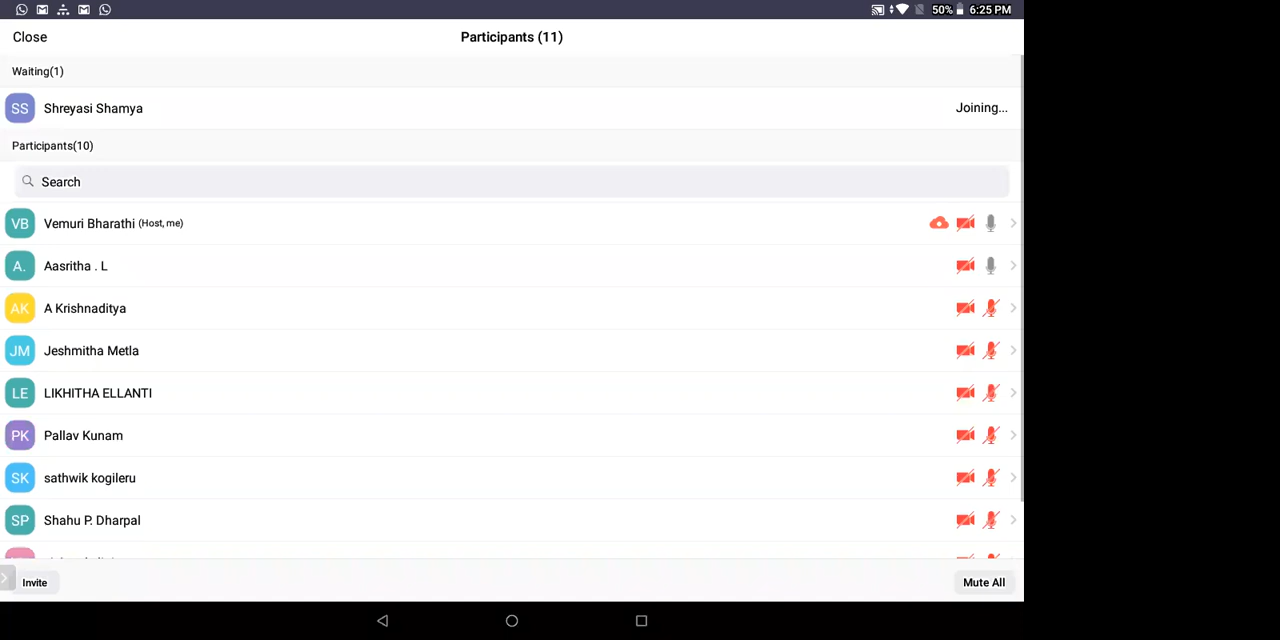 50% 6:25 PM
Close
Participants (11)
Waiting(1)
SS Shreyasi Shamya Joining...
Participants(10)
Search
VB Vemuri Bharathi (Host, me)
A. Aasritha . L
AK A Krishnaditya
JM Jeshmitha Metla
LE LIKHITHA ELLANTI
PK Pallav Kunam
SK sathwik kogileru
SP Shahu P. Dharpal
Invite Mute All